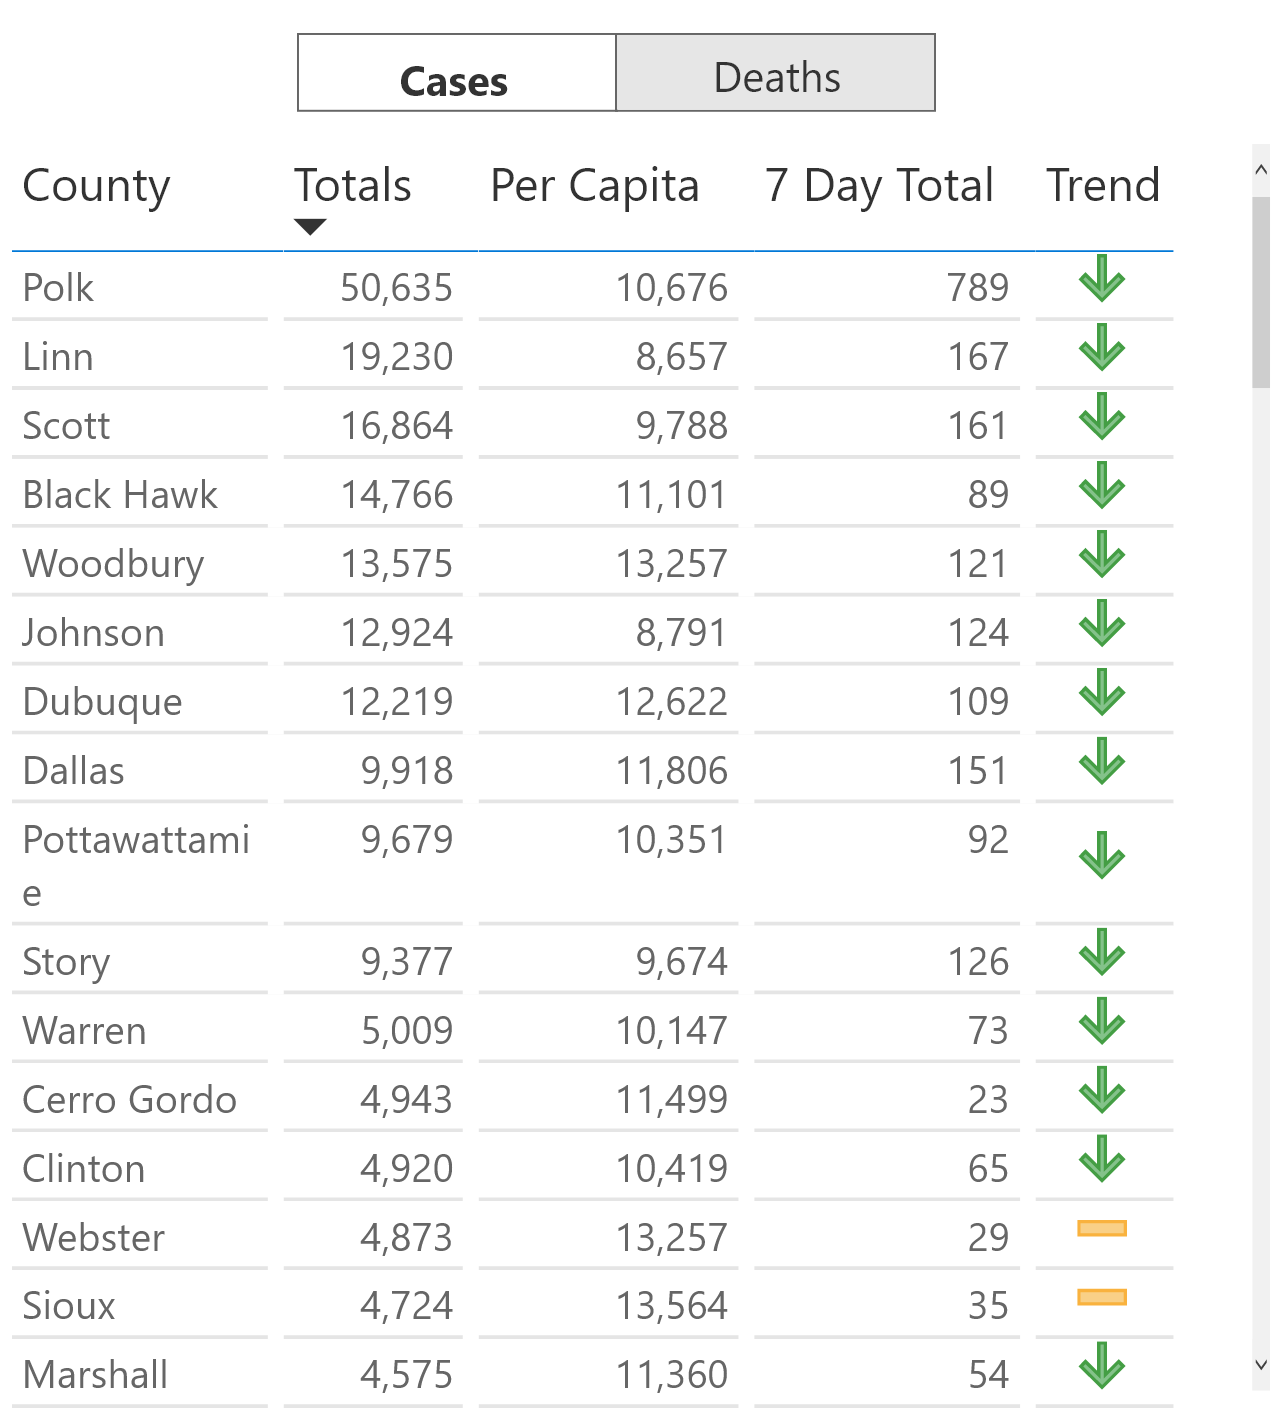 Cases Deaths
County Totals Per Capita 7 Day Total Trend
Polk 50,635 10,676 789
Linn 19,230 8,657 167
Scott 16,864 9,788 161
Black Hawk 14,766 11,101 89
Woodbury 13,575 13,257 121
Johnson 12,924 8,791 124
Dubuque 12,219 12,622 109
Dallas 9,918 11,806 151
Pottawattami 9,679 10,351 92
e
Story 9,377 9,674 126
Warren 5,009 10,147 73
Cerro Gordo 4,943 11,499 23
Clinton 4,920 10,419 65
Webster 4,873 13,257 29
Sioux 4,724 13,564 35
Marshall 4,575 11,360 54